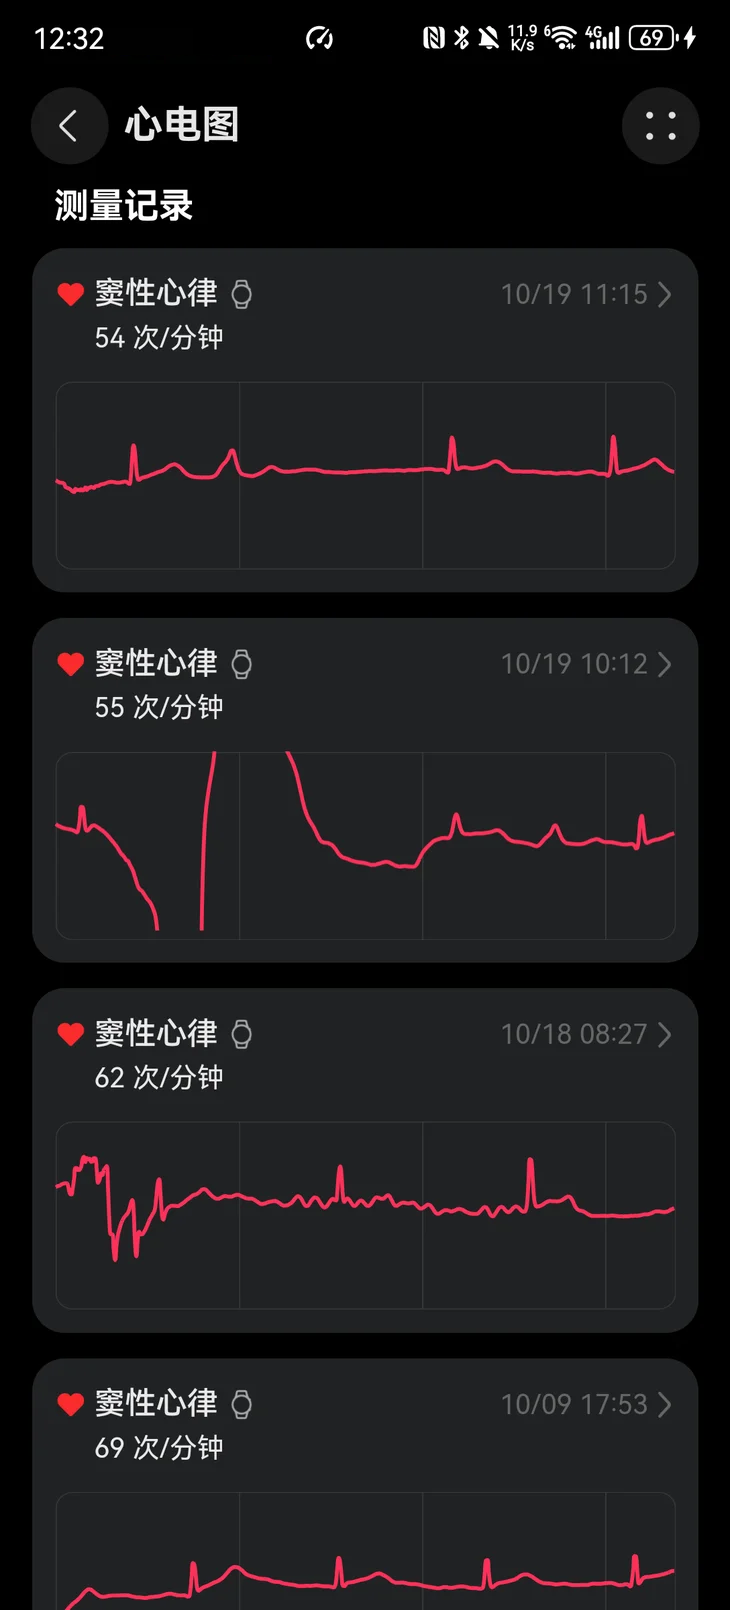 12:32
11.9 K/s 6 4G 69
心电图
测量记录
窦性心律 10/19 11:15
54 次/分钟
窦性心律 10/19 10:12
55 次/分钟
窦性心律 10/18 08:27
62 次/分钟
窦性心律 10/09 17:53
69 次/分钟